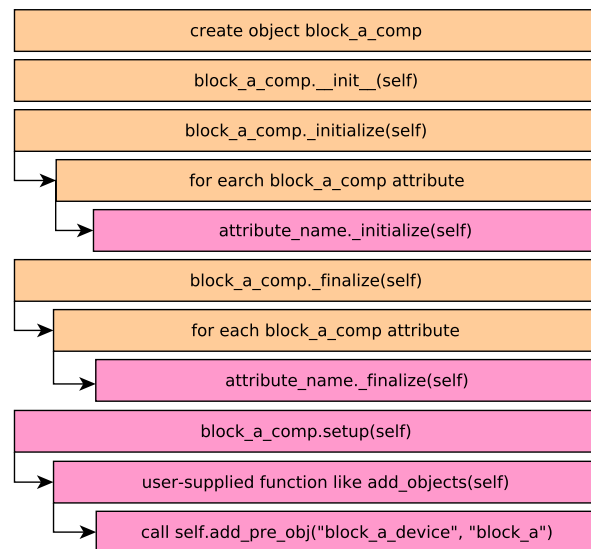 create object block_a_comp
block_a_comp.__init__(self)
block_a_comp._initialize(self)
for earch block_a_comp attribute
attribute_name._initialize(self)
block_a_comp._finalize(self)
for each block_a_comp attribute
attribute_name._finalize(self)
block_a_comp.setup(self)
user-supplied function like add_objects(self)
call self.add_pre_obj("block_a_device", "block_a")